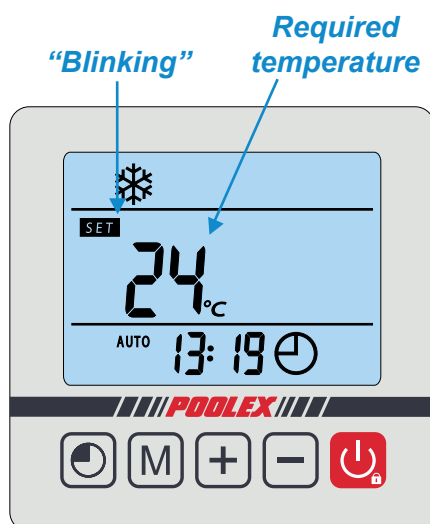 Required
“Blinking” temperature
SET
24°C
AUTO 13:19
POOLEX
M + −